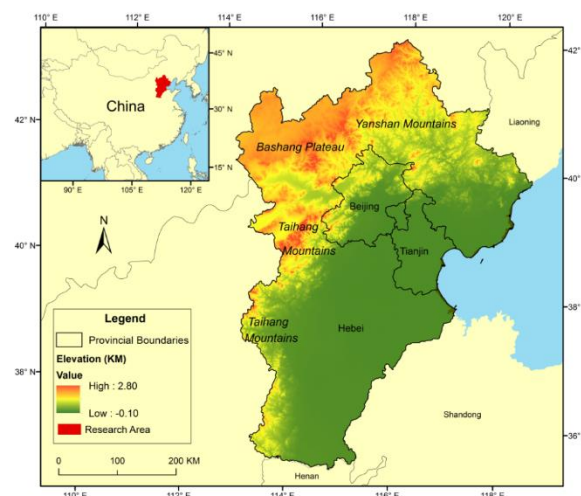 110° E
114° E
116° E
118° E
120° E
45° N
China
30° N
15° N
90° E
105° E
120 E
42° N
42° N
Liaoning
Yanshan Mountains
Bashang Plateau
Beijing
40° N
N
Taihang
Mountains
Tianjin
40° N
38° N
Taihang
Mountains
Hebei
Legend
Provincial Boundaries
Elevation (KM)
Value
High : 2.80
Low : -0.10
Research Area
38° N
Shandong
36° N
0 100 200 KM
Henan
110° E
112° E
114° E
116° E
118° E